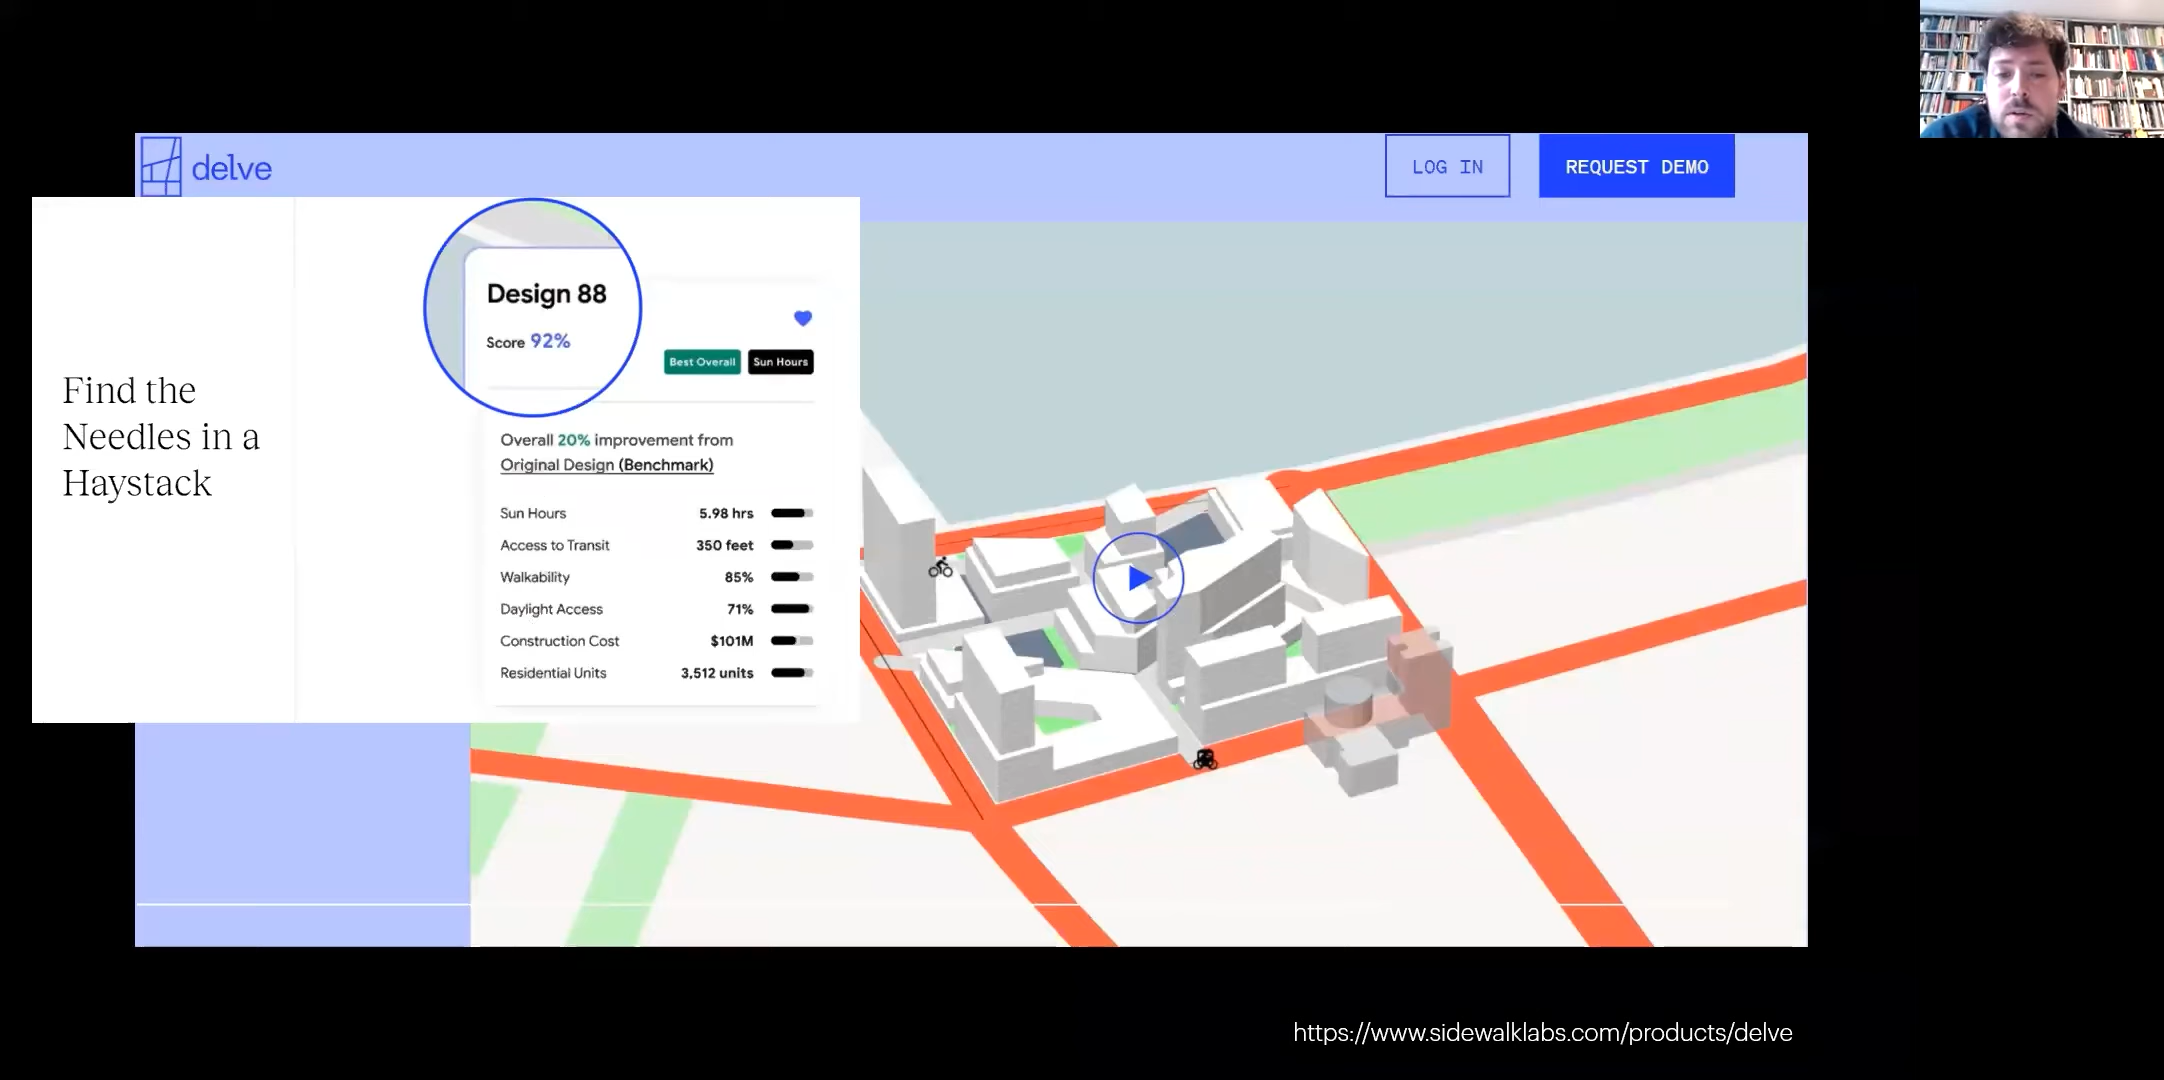 delve
LOG IN
REQUEST DEMO
Find the
Needles in a
Haystack
Design 88
Score 92%
Best Overall
Sun Hours
Overall 20% improvement from
Original Design (Benchmark)
Sun Hours 5.98 hrs
Access to Transit 350 feet
Walkability 85%
Daylight Access 71%
Construction Cost $101M
Residential Units 3,512 units
https://www.sidewalklabs.com/products/delve